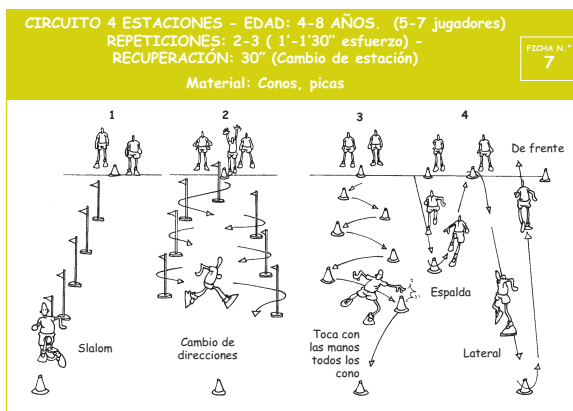 CIRCUITO 4 ESTACIONES - EDAD: 4-8 AÑOS. (5-7 jugadores)
REPETICIONES: 2-3 ( 1'-1'30” esfuerzo) –
RECUPERACIÓN: 30” (Cambio de estación)
Material: Conos, picas
FICHA N.º
7
1
2
3
4
De frente
Slalom
Cambio de
direcciones
Toca con
las manos
todos los
cono
Espalda
Lateral